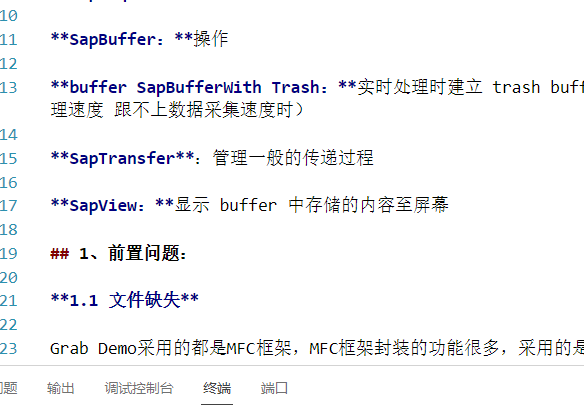 10
11 **SapBuffer：**操作
12
13 **buffer SapBufferWith Trash：**实时处理时建立 trash buff
理速度 跟不上数据采集速度时）
14
15 **SapTransfer**：管理一般的传递过程
16
17 **SapView：**显示 buffer 中存储的内容至屏幕
18
19 ## 1、前置问题：
20
21 **1.1 文件缺失**
22
23 Grab Demo采用的都是MFC框架，MFC框架封装的功能很多，采用的是
问题 输出 调试控制台 终端 端口